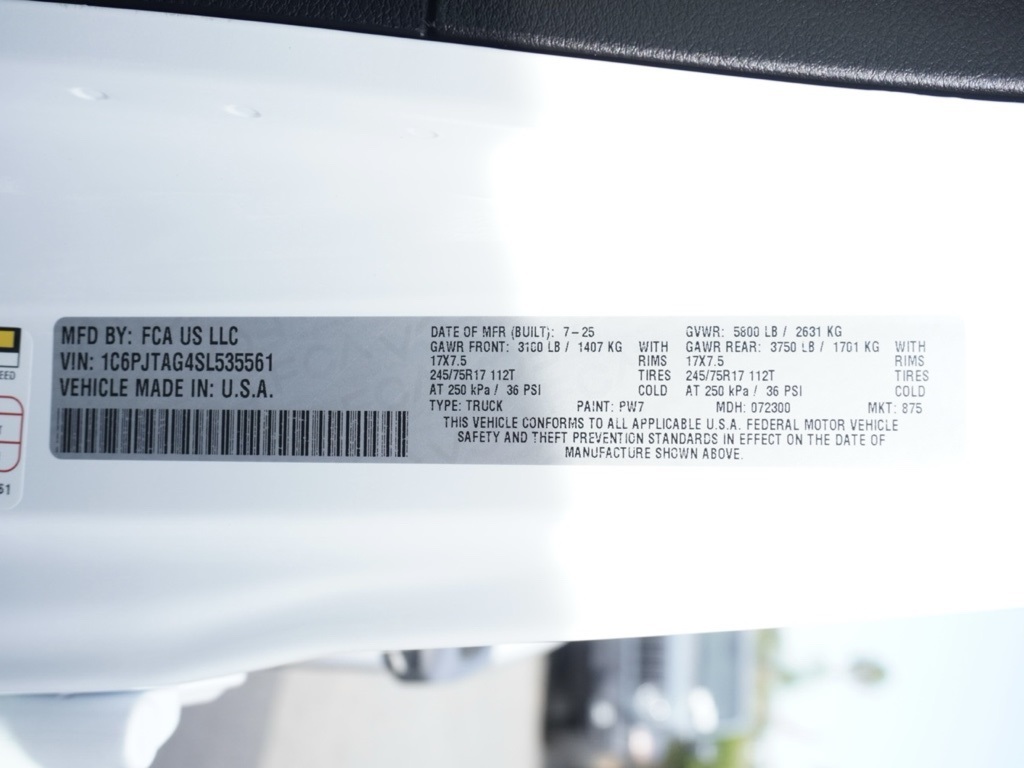 MFD BY: FCA US LLC
VIN: 1C6PJTAG4SL535561
VEHICLE MADE IN: U.S.A.
DATE OF MFR (BUILT): 7-25 GVWR: 5800 LB / 2631 KG
GAWR FRONT: 3100 LB / 1407 KG WITH GAWR REAR: 3750 LB / 1701 KG WITH
17X7.5 RIMS 17X7.5 RIMS
245/75R17 112T TIRES 245/75R17 112T TIRES
AT 250 kPa / 36 PSI COLD AT 250 kPa / 36 PSI COLD
TYPE: TRUCK PAINT: PW7 MDH: 072300 MKT: 875
THIS VEHICLE CONFORMS TO ALL APPLICABLE U.S.A. FEDERAL MOTOR VEHICLE
SAFETY AND THEFT PREVENTION STANDARDS IN EFFECT ON THE DATE OF
MANUFACTURE SHOWN ABOVE.